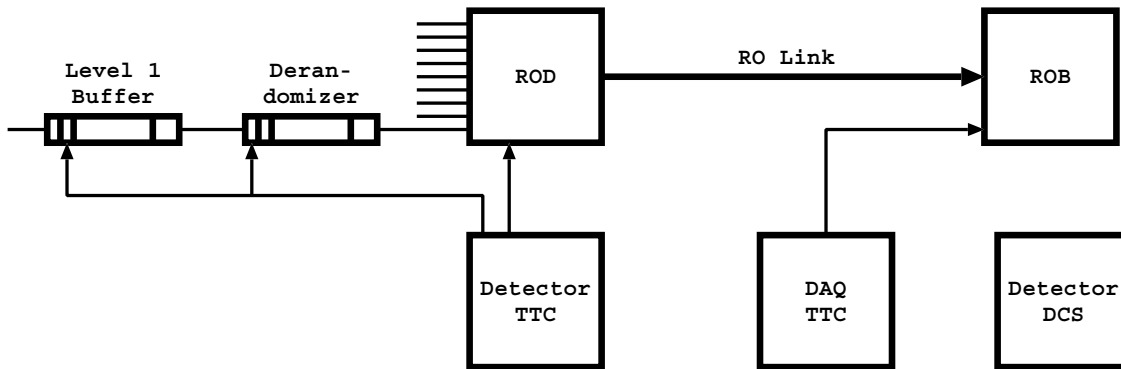 Level 1
Buffer
Deran-
domizer
ROD
RO Link
ROB
Detector
TTC
DAQ
TTC
Detector
DCS